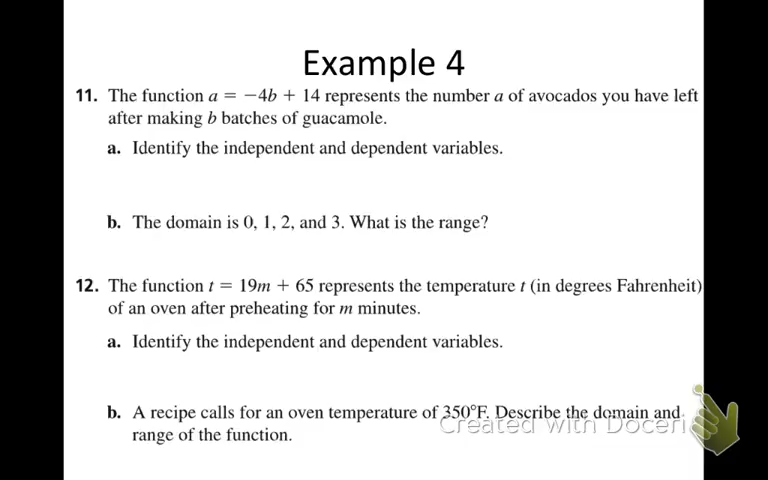 Example 4
11. The function a = −4b + 14 represents the number a of avocados you have left
after making b batches of guacamole.
a. Identify the independent and dependent variables.
b. The domain is 0, 1, 2, and 3. What is the range?
12. The function t = 19m + 65 represents the temperature t (in degrees Fahrenheit)
of an oven after preheating for m minutes.
a. Identify the independent and dependent variables.
b. A recipe calls for an oven temperature of 350°F. Describe the domain and
Created with Doceri
range of the function.